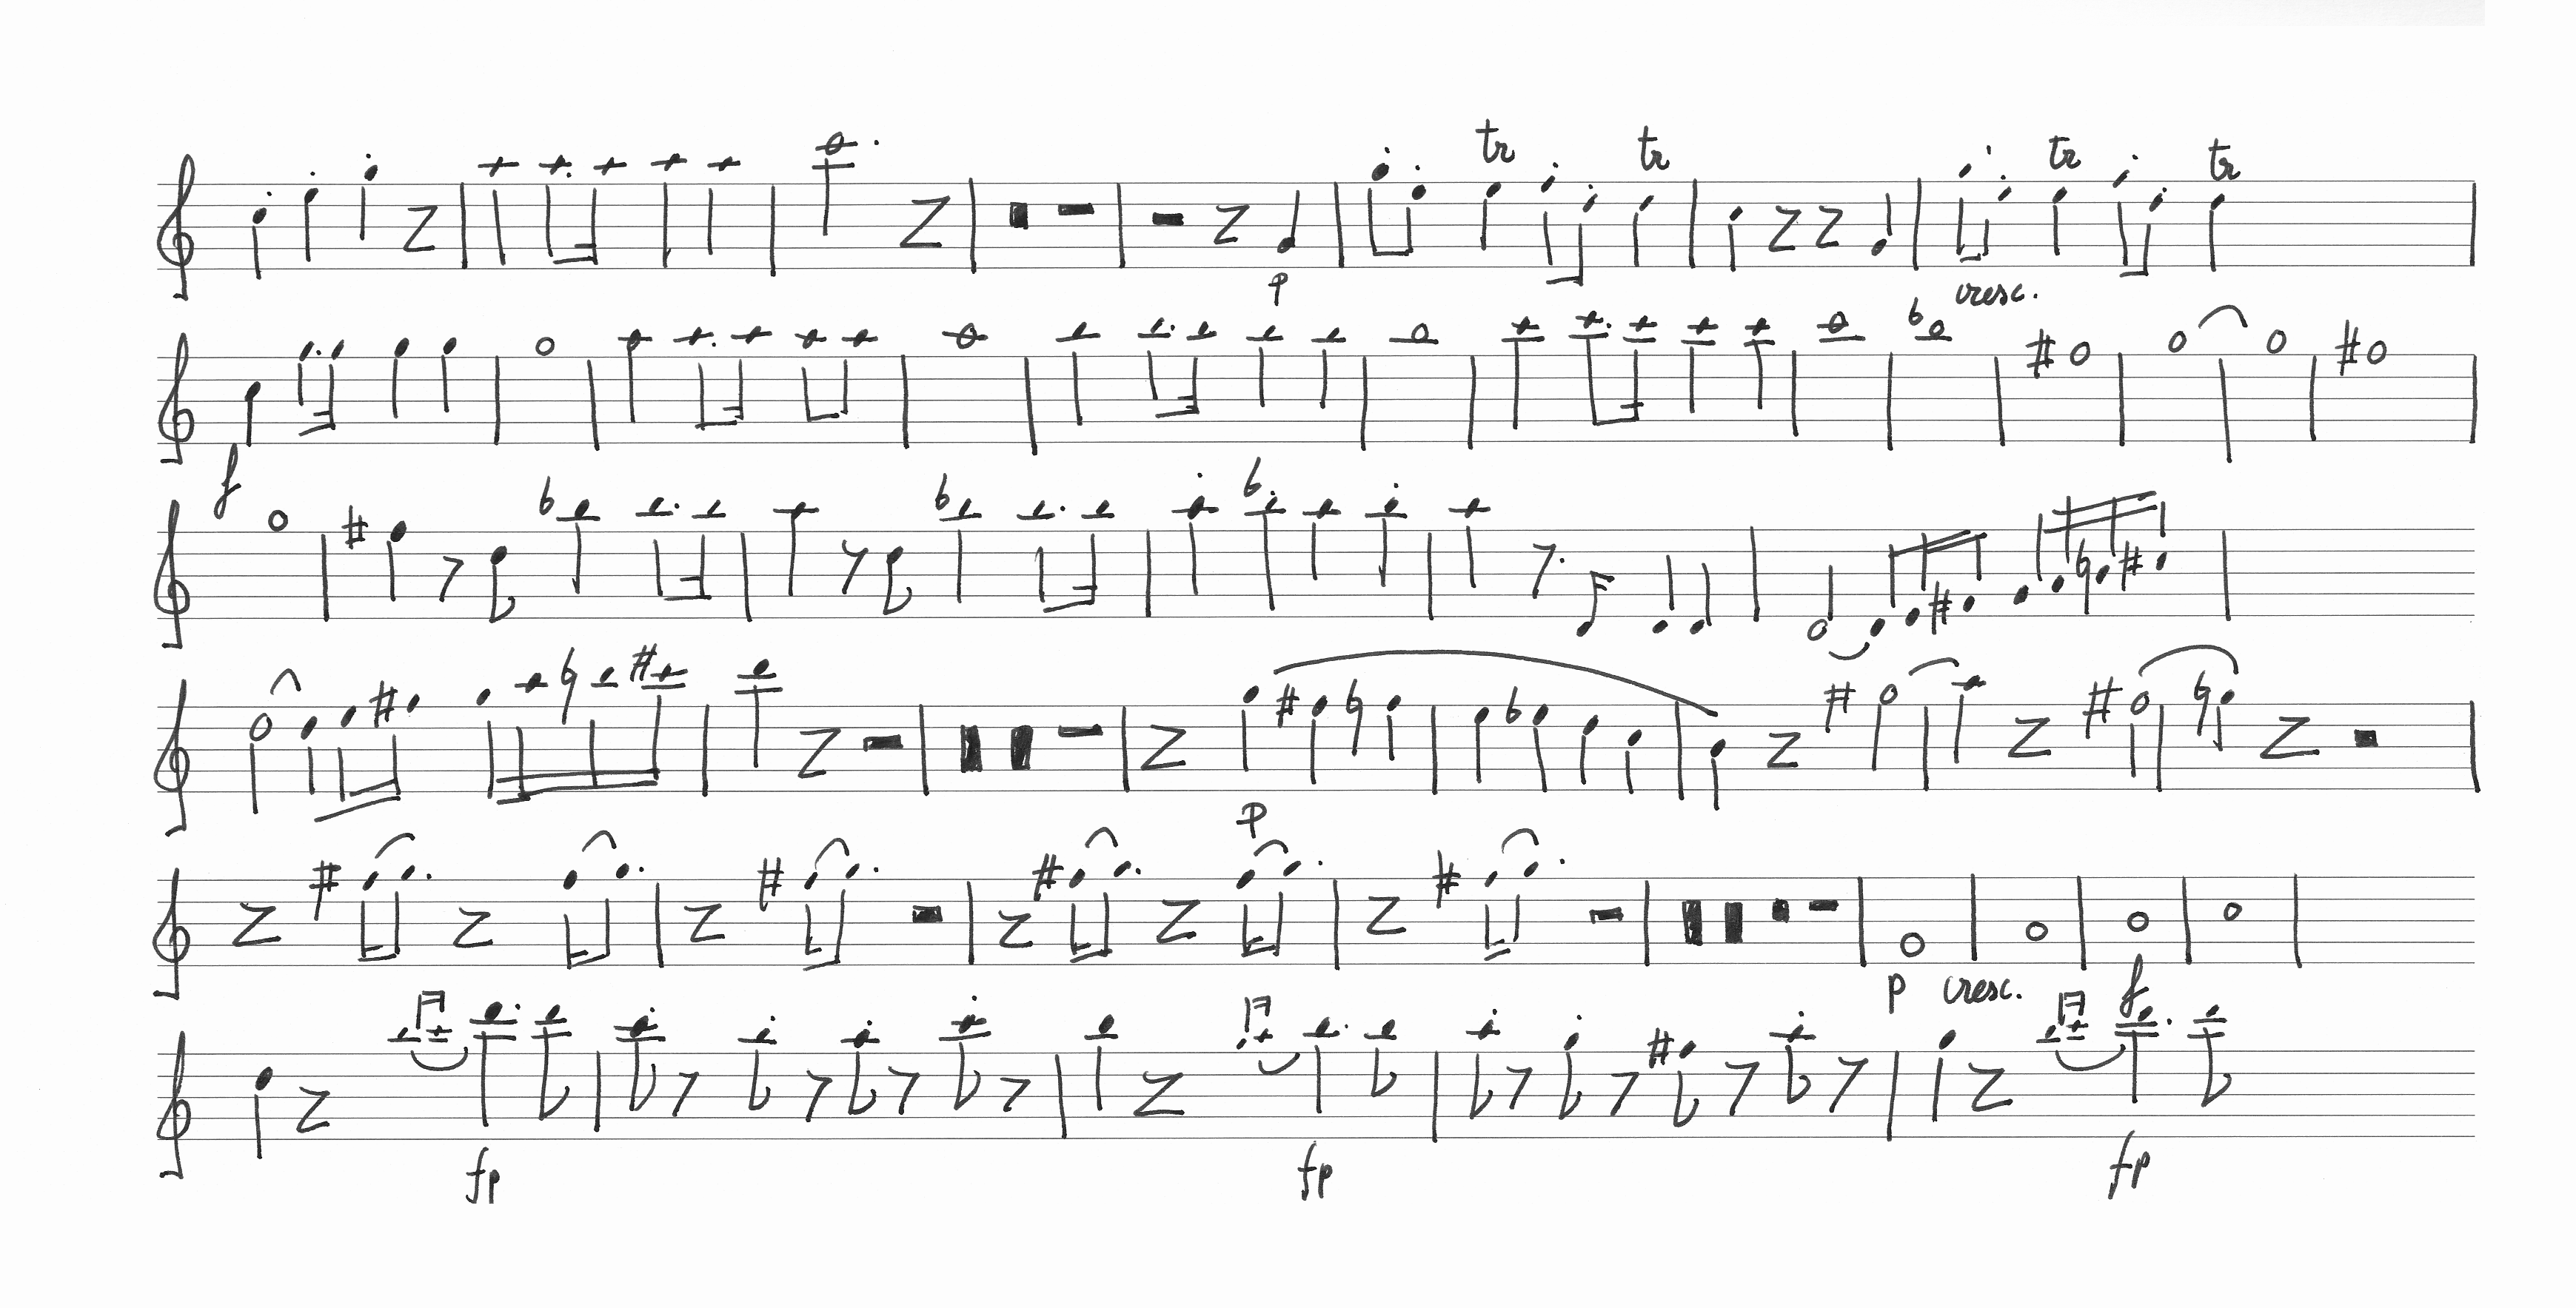 tr tr tr tr
p cresc.
f
p
p cresc. f
fp fp fp